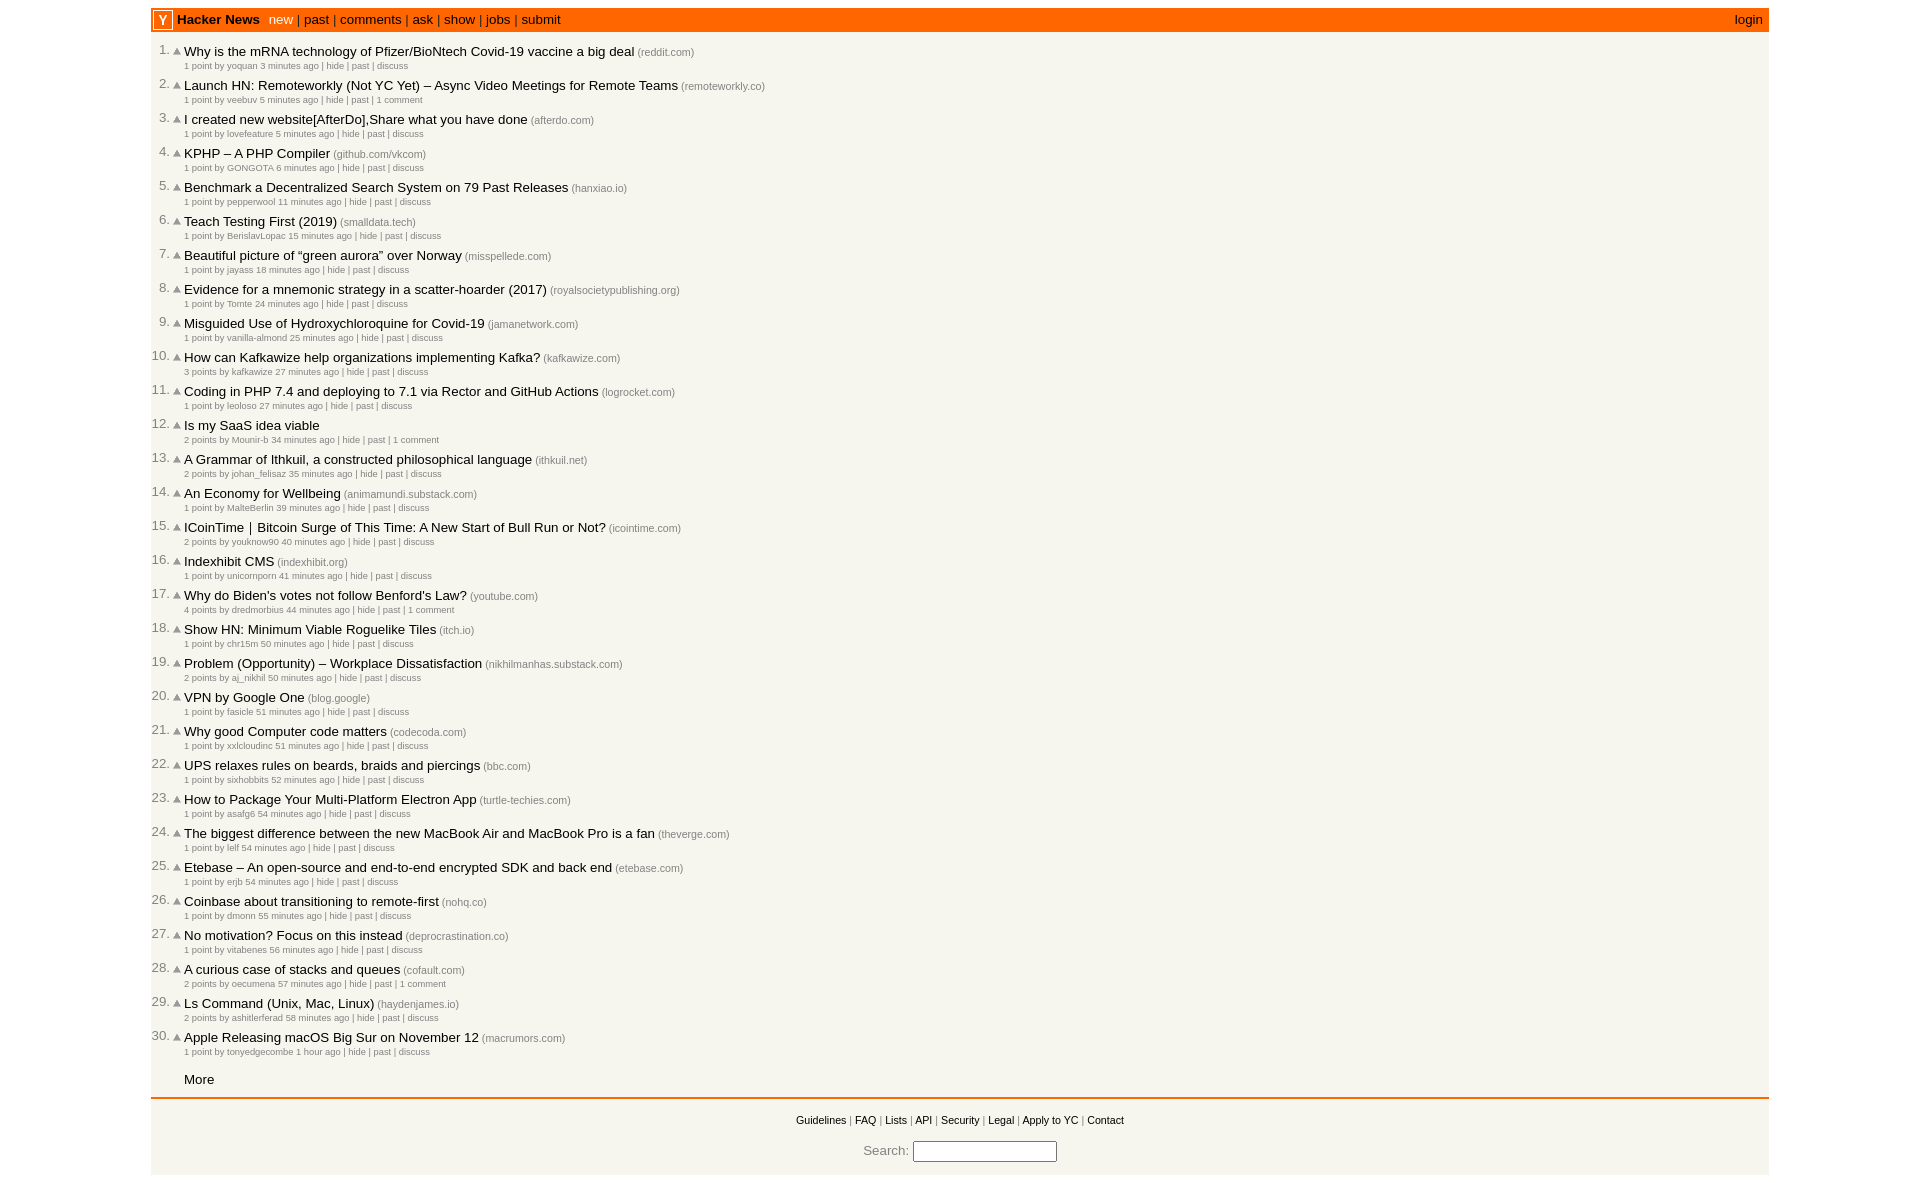 Y Hacker News new | past | comments | ask | show | jobs | submit login
1. Why is the mRNA technology of Pfizer/BioNtech Covid-19 vaccine a big deal (reddit.com)
1 point by yoquan 3 minutes ago | hide | past | discuss
2. Launch HN: Remoteworkly (Not YC Yet) – Async Video Meetings for Remote Teams (remoteworkly.co)
1 point by veebuv 5 minutes ago | hide | past | 1 comment
3. I created new website[AfterDo],Share what you have done (afterdo.com)
1 point by lovefeature 5 minutes ago | hide | past | discuss
4. KPHP – A PHP Compiler (github.com/vkcom)
1 point by GONGOTA 6 minutes ago | hide | past | discuss
5. Benchmark a Decentralized Search System on 79 Past Releases (hanxiao.io)
1 point by pepperwool 11 minutes ago | hide | past | discuss
6. Teach Testing First (2019) (smalldata.tech)
1 point by BerislavLopac 15 minutes ago | hide | past | discuss
7. Beautiful picture of “green aurora” over Norway (misspellede.com)
1 point by jayass 18 minutes ago | hide | past | discuss
8. Evidence for a mnemonic strategy in a scatter-hoarder (2017) (royalsocietypublishing.org)
1 point by Tomte 24 minutes ago | hide | past | discuss
9. Misguided Use of Hydroxychloroquine for Covid-19 (jamanetwork.com)
1 point by vanilla-almond 25 minutes ago | hide | past | discuss
10. How can Kafkawize help organizations implementing Kafka? (kafkawize.com)
3 points by kafkawize 27 minutes ago | hide | past | discuss
11. Coding in PHP 7.4 and deploying to 7.1 via Rector and GitHub Actions (logrocket.com)
1 point by leoloso 27 minutes ago | hide | past | discuss
12. Is my SaaS idea viable
2 points by Mounir-b 34 minutes ago | hide | past | 1 comment
13. A Grammar of Ithkuil, a constructed philosophical language (ithkuil.net)
2 points by johan_felisaz 35 minutes ago | hide | past | discuss
14. An Economy for Wellbeing (animamundi.substack.com)
1 point by MalteBerlin 39 minutes ago | hide | past | discuss
15. ICoinTime｜Bitcoin Surge of This Time: A New Start of Bull Run or Not? (icointime.com)
2 points by youknow90 40 minutes ago | hide | past | discuss
16. Indexhibit CMS (indexhibit.org)
1 point by unicornporn 41 minutes ago | hide | past | discuss
17. Why do Biden's votes not follow Benford's Law? (youtube.com)
4 points by dredmorbius 44 minutes ago | hide | past | 1 comment
18. Show HN: Minimum Viable Roguelike Tiles (itch.io)
1 point by chr15m 50 minutes ago | hide | past | discuss
19. Problem (Opportunity) – Workplace Dissatisfaction (nikhilmanhas.substack.com)
2 points by aj_nikhil 50 minutes ago | hide | past | discuss
20. VPN by Google One (blog.google)
1 point by fasicle 51 minutes ago | hide | past | discuss
21. Why good Computer code matters (codecoda.com)
1 point by xxlcloudinc 51 minutes ago | hide | past | discuss
22. UPS relaxes rules on beards, braids and piercings (bbc.com)
1 point by sixhobbits 52 minutes ago | hide | past | discuss
23. How to Package Your Multi-Platform Electron App (turtle-techies.com)
1 point by asafg6 54 minutes ago | hide | past | discuss
24. The biggest difference between the new MacBook Air and MacBook Pro is a fan (theverge.com)
1 point by lelf 54 minutes ago | hide | past | discuss
25. Etebase – An open-source and end-to-end encrypted SDK and back end (etebase.com)
1 point by erjb 54 minutes ago | hide | past | discuss
26. Coinbase about transitioning to remote-first (nohq.co)
1 point by dmonn 55 minutes ago | hide | past | discuss
27. No motivation? Focus on this instead (deprocrastination.co)
1 point by vitabenes 56 minutes ago | hide | past | discuss
28. A curious case of stacks and queues (cofault.com)
2 points by oecumena 57 minutes ago | hide | past | 1 comment
29. Ls Command (Unix, Mac, Linux) (haydenjames.io)
2 points by ashitlerferad 58 minutes ago | hide | past | discuss
30. Apple Releasing macOS Big Sur on November 12 (macrumors.com)
1 point by tonyedgecombe 1 hour ago | hide | past | discuss
More
Guidelines | FAQ | Lists | API | Security | Legal | Apply to YC | Contact
Search: